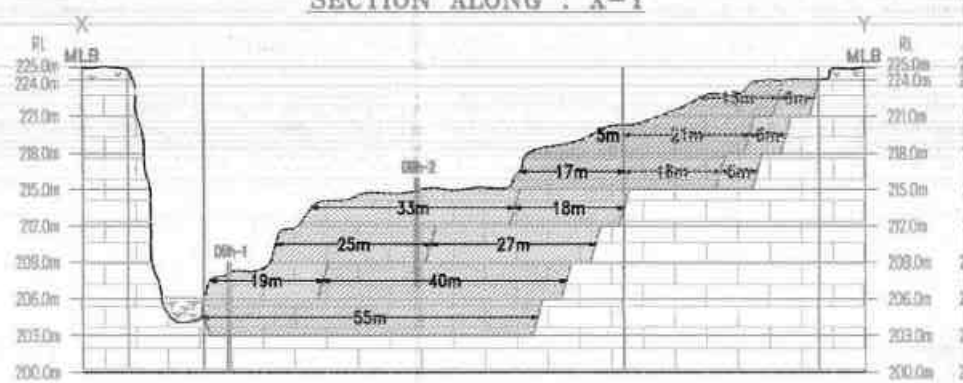 SECTION ALONG : X-Y
X Y
RL RL
MLB MLB
225.0m 225.0m
224.0m 224.0m
15m 6m
221.0m 221.0m
5m 21m 6m
218.0m 218.0m
DBh-2
17m 18m 6m
215.0m 215.0m
33m 18m
212.0m 212.0m
25m 27m
DBh-1
209.0m 209.0m
19m 40m
206.0m 206.0m
55m
203.0m 203.0m
200.0m 200.0m